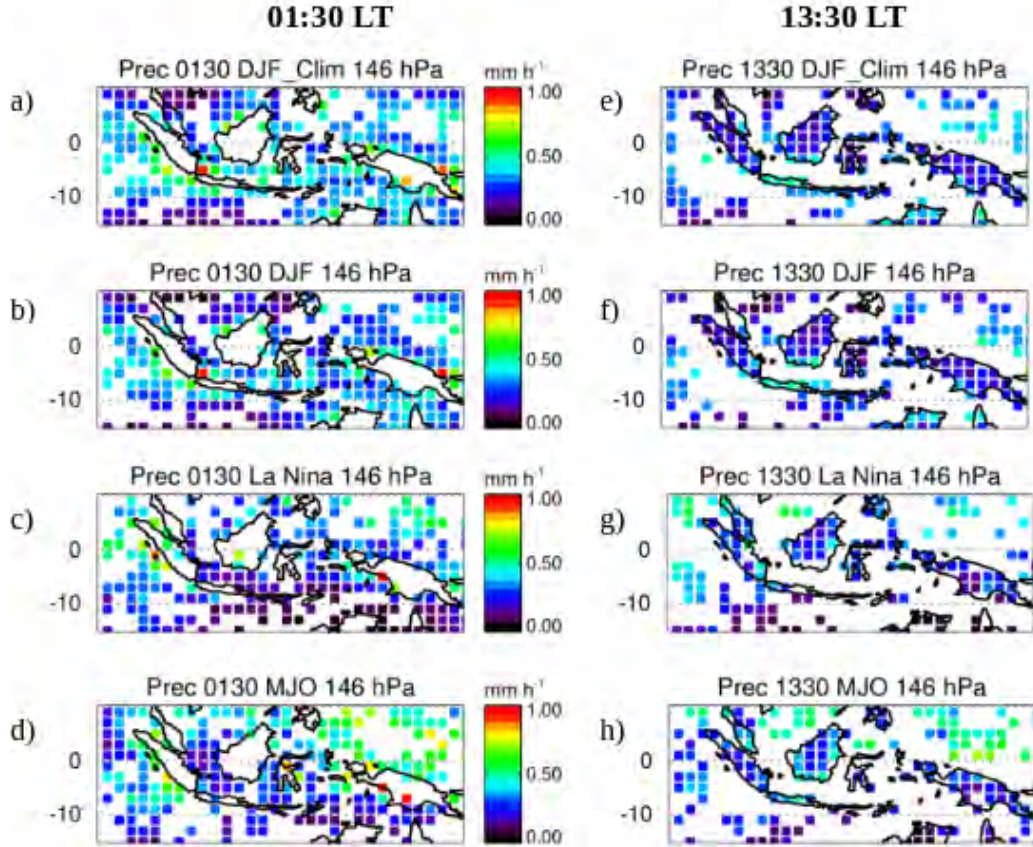 01:30 LT
13:30 LT
Prec 0130 DJF_Clim 146 hPa
mm h⁻¹
Prec 1330 DJF_Clim 146 hPa
a)
1.00
e)
0
0.50
0
-10
0.00
-10
Prec 0130 DJF 146 hPa
mm h⁻¹
Prec 1330 DJF 146 hPa
b)
1.00
f)
0
0.50
0
-10
0.00
-10
Prec 0130 La Nina 146 hPa
mm h⁻¹
Prec 1330 La Nina 146 hPa
c)
1.00
g)
0
0.50
0
-10
0.00
-10
Prec 0130 MJO 146 hPa
mm h⁻¹
Prec 1330 MJO 146 hPa
d)
1.00
h)
0
0.50
0
-10
0.00
-10